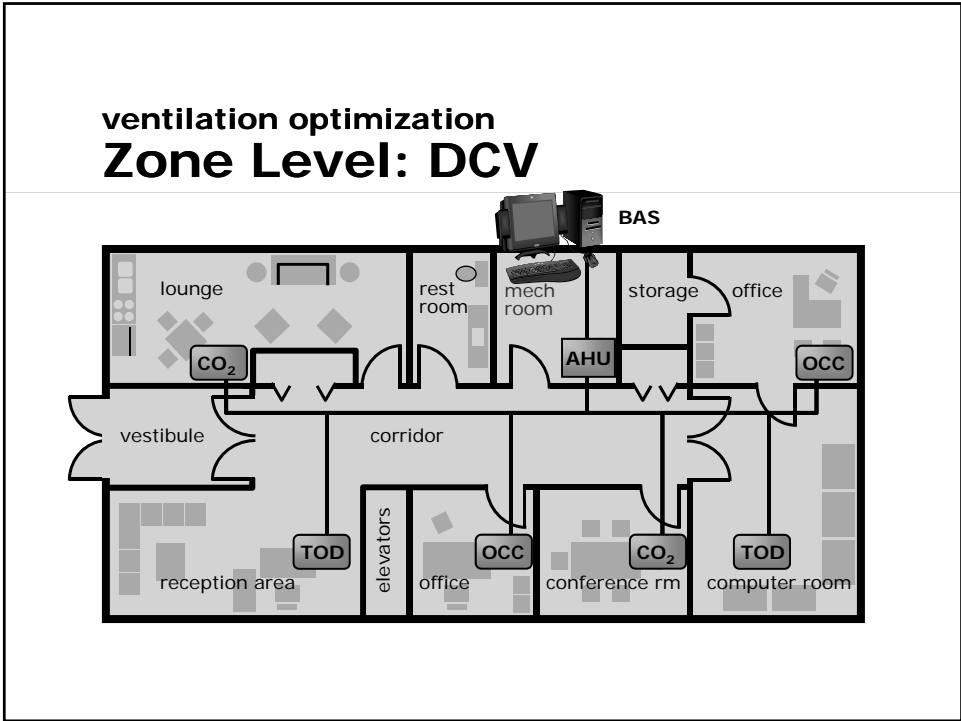 ventilation optimization
Zone Level: DCV
BAS
lounge
rest
room
mech
room
storage
office
CO₂
AHU
OCC
vestibule
corridor
TOD
elevators
OCC
CO₂
TOD
reception area
office
conference rm
computer room